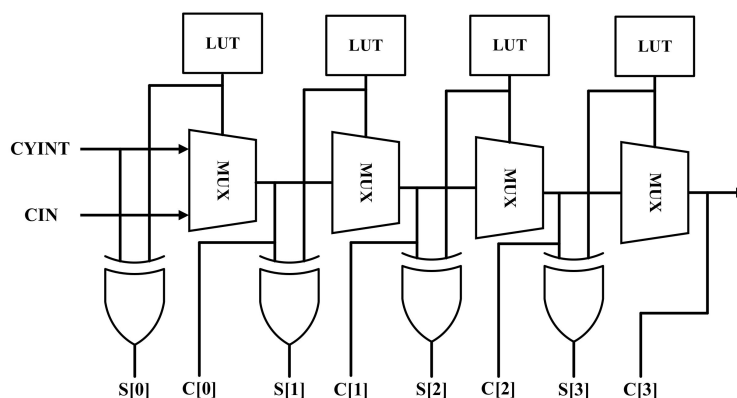 LUT LUT LUT LUT
CYINT
MUX MUX MUX MUX
CIN
S[0] C[0] S[1] C[1] S[2] C[2] S[3] C[3]